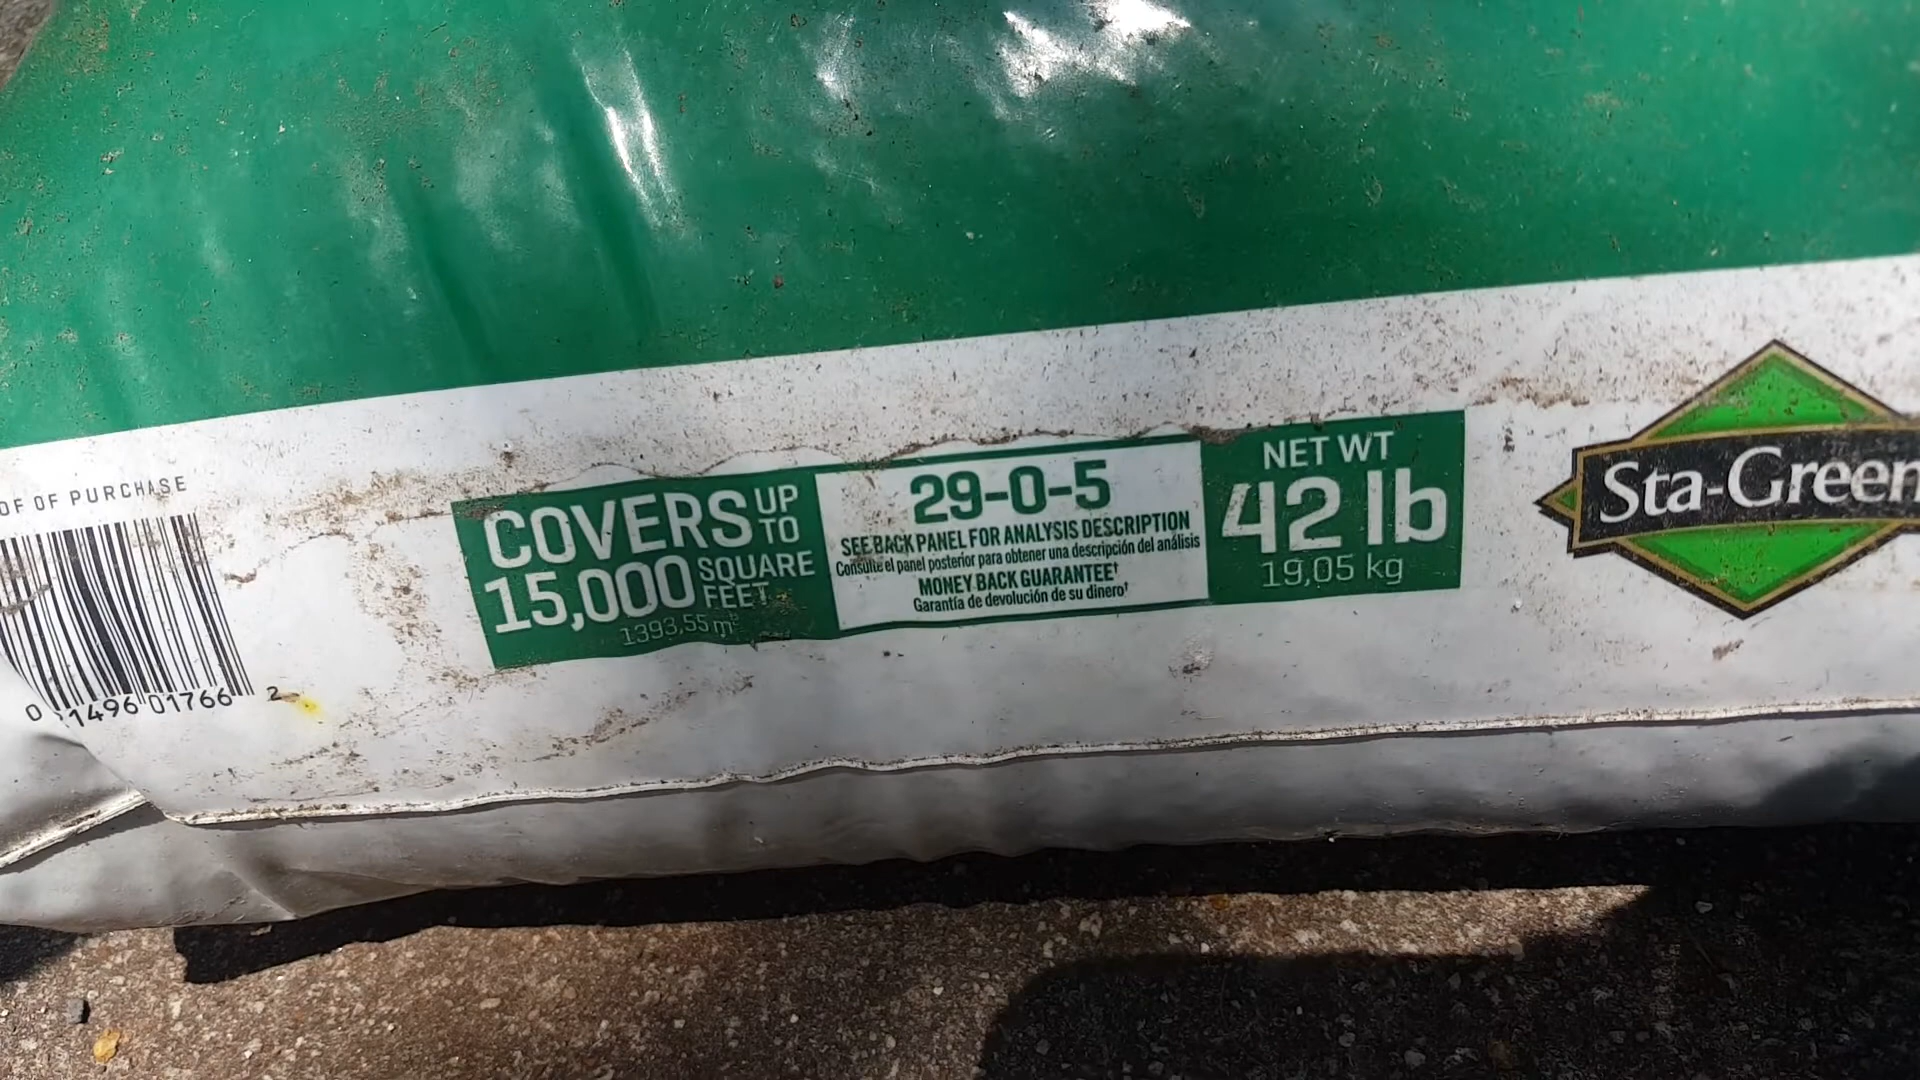 OF OF PURCHASE
01766
COVERS UP TO
15,000 SQUARE FEET
1393,55 m²
29-0-5
SEE BACK PANEL FOR ANALYSIS DESCRIPTION
Consulte el panel posterior para obtener una descripción del análisis
MONEY BACK GUARANTEE†
Garantía de devolución de su dinero†
NET WT
42 lb
19,05 kg
Sta-Green